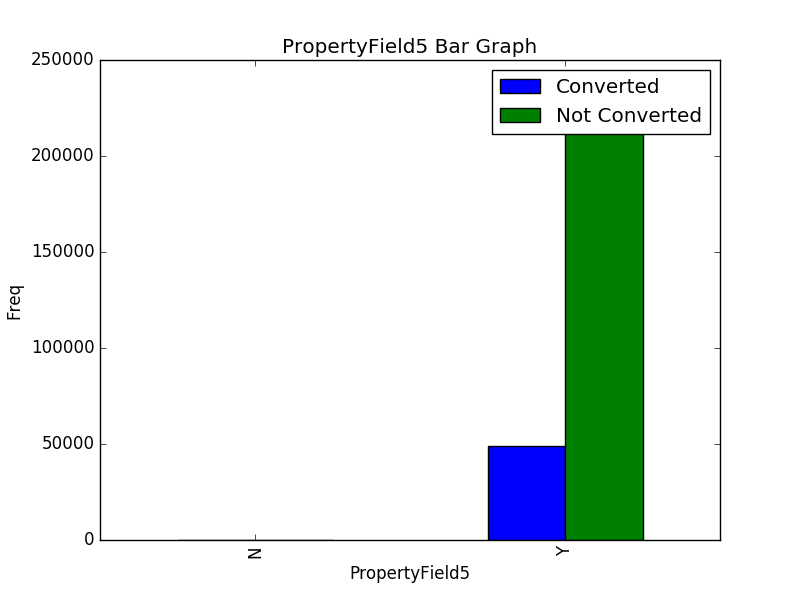 PropertyField5 Bar Graph
250000
200000
150000
100000
50000
0
Freq
Converted
Not Converted
N
Y
PropertyField5